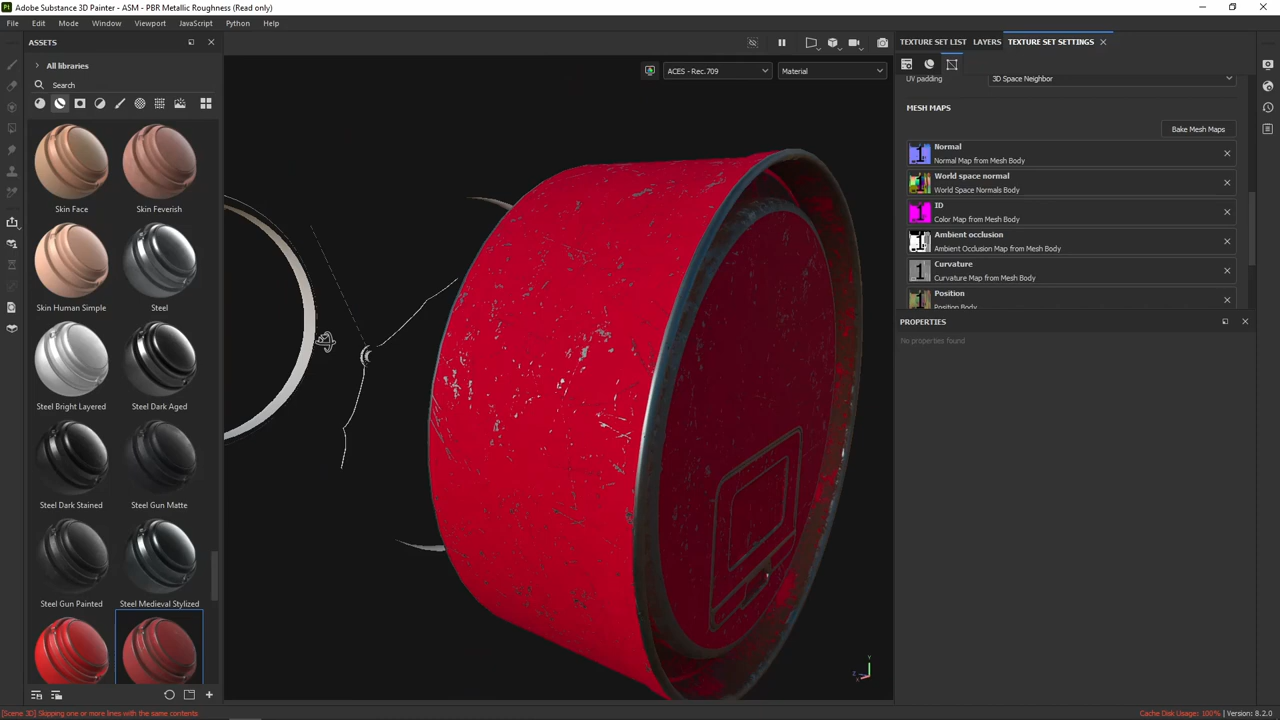 Pt
Adobe Substance 3D Painter - ASM - PBR Metallic Roughness (Read only)
File
Edit
Mode
Window
Viewport
JavaScript
Python
Help
ASSETS
TEXTURE SET LIST
LAYERS
TEXTURE SET SETTINGS
All libraries
ACES - Rec.709
Material
Search
UV padding
3D Space Neighbor
MESH MAPS
Bake Mesh Maps
Normal
Normal Map from Mesh Body
World space normal
World Space Normals Body
ID
Color Map from Mesh Body
Ambient occlusion
Ambient Occlusion Map from Mesh Body
Curvature
Curvature Map from Mesh Body
Position
Position Body
PROPERTIES
No properties found
Skin Face
Skin Feverish
Skin Human Simple
Steel
Steel Bright Layered
Steel Dark Aged
Steel Dark Stained
Steel Gun Matte
Steel Gun Painted
Steel Medieval Stylized
Y
Z
X
[Scene 3D] Skipping one or more lines with the same contents
Cache Disk Usage: 100% | Version: 8.2.0